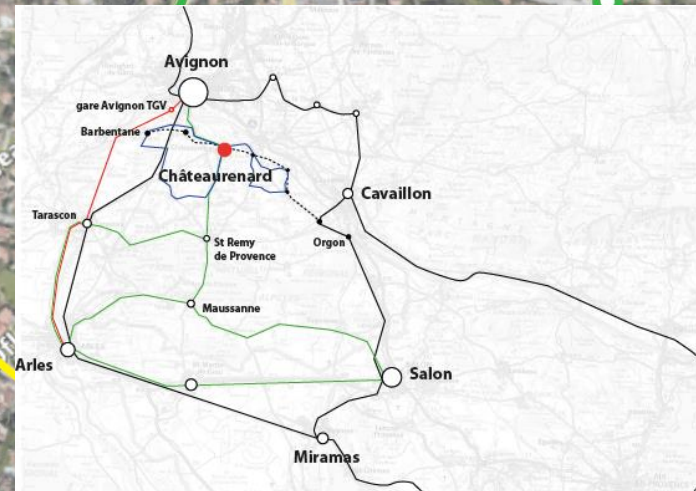 Avignon
gare Avignon TGV
Barbentane
Châteaurenard
Cavaillon
Tarascon
St Remy
de Provence
Orgon
Maussanne
Arles
Salon
Miramas